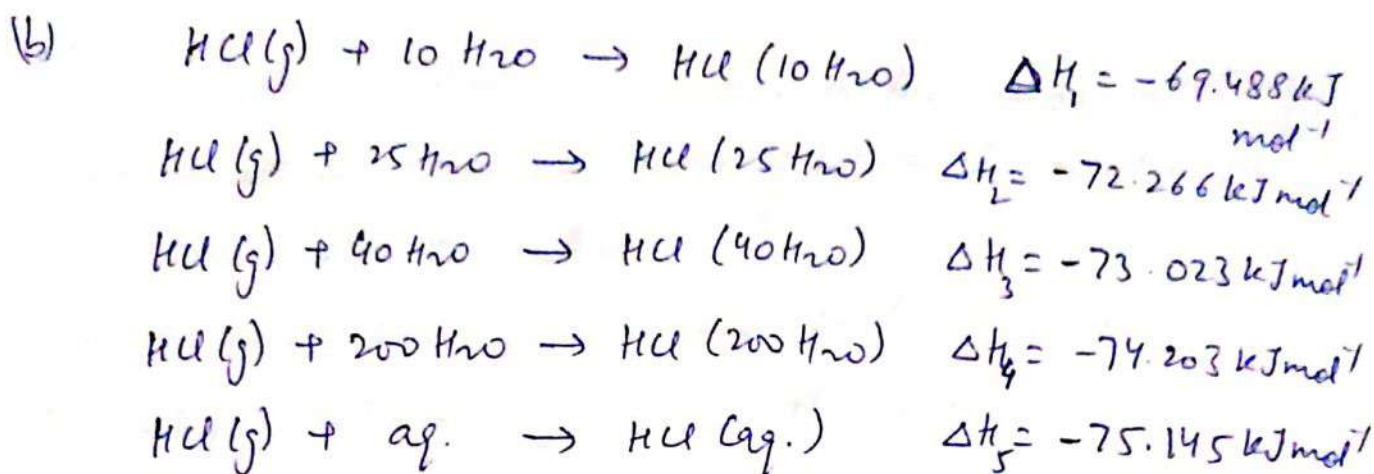 (b) HCl(g) + 10 H2O → HCl (10 H2O) ΔH1 = -69.488 kJ
mol-1
HCl (g) + 25 H2O → HCl (25 H2O) ΔH2 = -72.266 kJ mol-1
HCl (g) + 40 H2O → HCl (40 H2O) ΔH3 = -73.023 kJ mol-1
HCl (g) + 200 H2O → HCl (200 H2O) ΔH4 = -74.203 kJ mol-1
HCl (g) + aq. → HCl (aq.) ΔH5 = -75.145 kJ mol-1